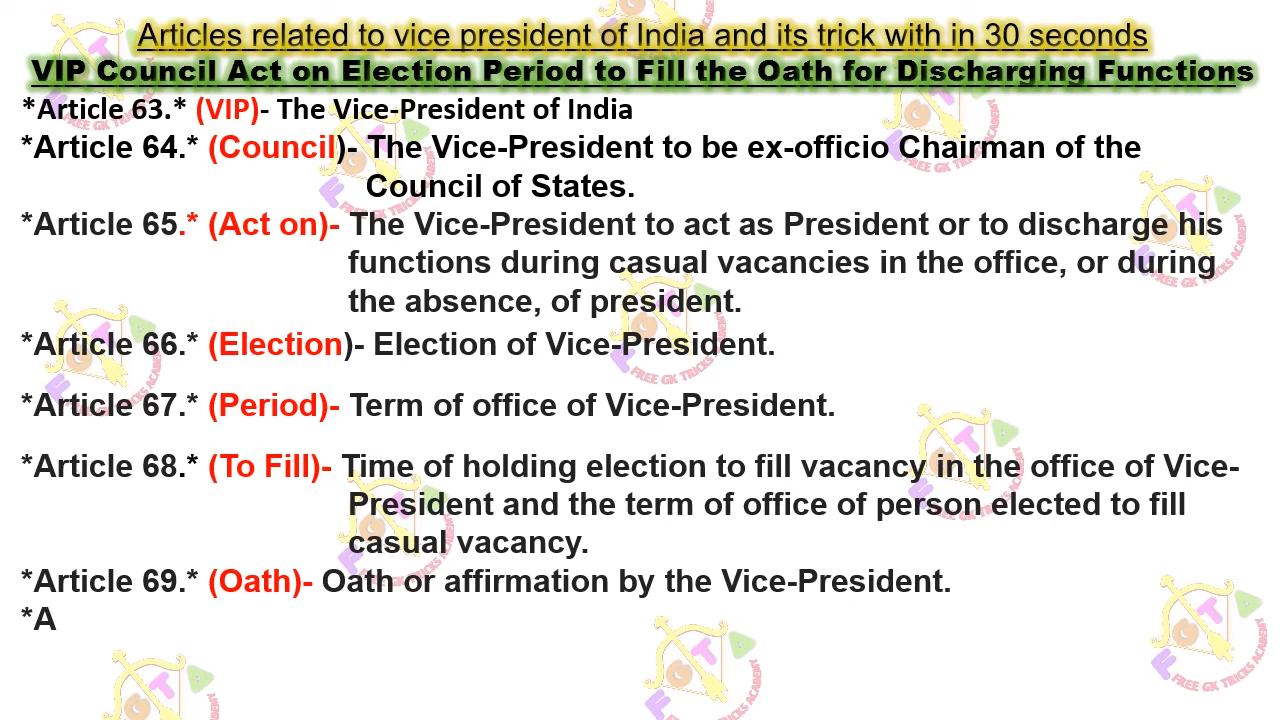 Articles related to vice president of India and its trick with in 30 seconds
VIP Council Act on Election Period to Fill the Oath for Discharging Functions
*Article 63.* (VIP)- The Vice-President of India
*Article 64.* (Council)- The Vice-President to be ex-officio Chairman of the
Council of States.
*Article 65.* (Act on)- The Vice-President to act as President or to discharge his
functions during casual vacancies in the office, or during
the absence, of president.
*Article 66.* (Election)- Election of Vice-President.
*Article 67.* (Period)- Term of office of Vice-President.
*Article 68.* (To Fill)- Time of holding election to fill vacancy in the office of Vice-
President and the term of office of person elected to fill
casual vacancy.
*Article 69.* (Oath)- Oath or affirmation by the Vice-President.
*A
FGT
FREE GK TRICKS ACADEMY